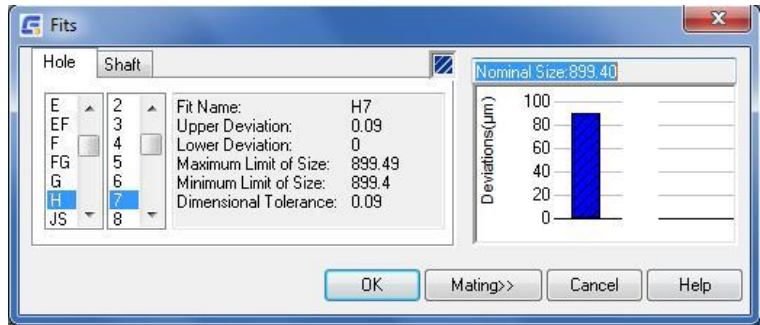 Fits
Hole Shaft
E
EF
F
FG
G
H
JS
2
3
4
5
6
7
8
Fit Name: H7
Upper Deviation: 0.09
Lower Deviation: 0
Maximum Limit of Size: 899.49
Minimum Limit of Size: 899.4
Dimensional Tolerance: 0.09
Nominal Size:899.40
Deviations(μm)
100
80
60
40
20
0
OK Mating>> Cancel Help